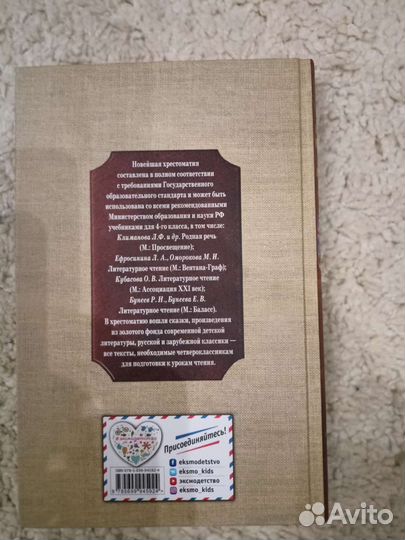 Новейшая хрестоматия
составлена в полном соответствии
с требованиями Государственного
образовательного стандарта и может быть
использована со всеми рекомендованными
Министерством образования и науки РФ
учебниками для 4-го класса, в том числе:
Климанова Л.Ф. и др. Родная речь
(М.: Просвещение);
Ефросинина Л. А., Оморокова М. И.
Литературное чтение (М.: Вентана-Граф);
Кубасова О. В. Литературное чтение
(М.: Ассоциация XXI век);
Бунеев Р. Н., Бунеева Е. В.
Литературное чтение (М.: Баласс).
В хрестоматию вошли сказки, произведения
из золотого фонда современной детской
литературы, русской и зарубежной классики —
все тексты, необходимые четвероклассникам
для подготовки к урокам чтения.
Присоединяйтесь!
eksmodetstvo
eksmo_kids
эксмодетство
eksmo_kids
Avito